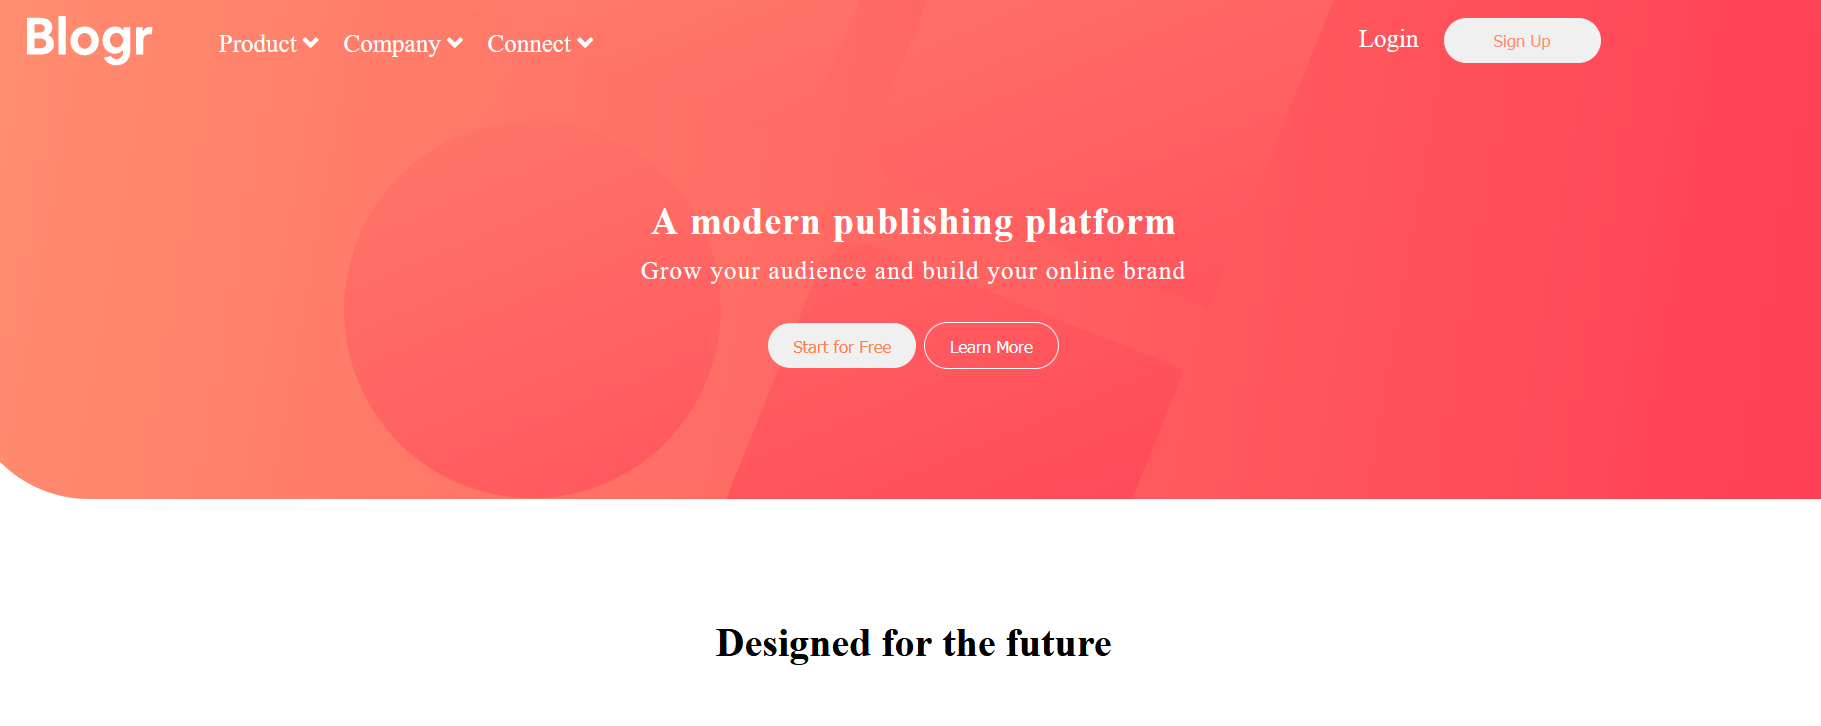 Blogr Product Company Connect Login Sign Up
A modern publishing platform
Grow your audience and build your online brand
Start for Free Learn More
Designed for the future